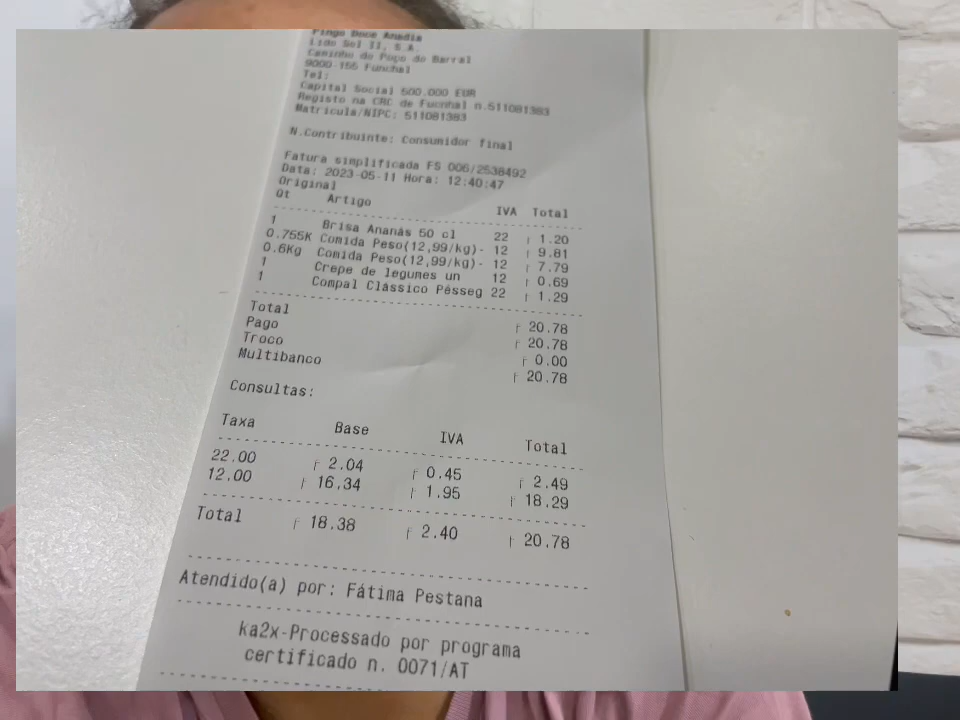 Pingo Doce Anadia
Lido Sol II, S.A.
Caminho do Poço do Barral
9000-155 Funchal
Tel:
Capital Social 500.000 EUR
Registo na CRC de Fucnhal n.511081383
Matricula/NIPC: 511081383
N.Contribuinte: Consumidor final
Fatura simplificada FS 006/2538492
Data: 2023-05-11 Hora: 12:40:47
Original
Qt Artigo IVA Total
1 Brisa Ananás 50 cl 22 1.20
0.755K Comida Peso(12,99/kg)- 12 9.81
0.6Kg Comida Peso(12,99/kg)- 12 7.79
1 Crepe de legumes un 12 0.69
1 Compal Clássico Pêsseg 22 1.29
Total 20.78
Pago 20.78
Troco 0.00
Multibanco 20.78
Consultas:
Taxa Base IVA Total
22.00 2.04 0.45 2.49
12.00 16,34 1.95 18.29
Total 18.38 2.40 20.78
Atendido(a) por: Fátima Pestana
ka2x-Processado por programa
certificado n. 0071/AT